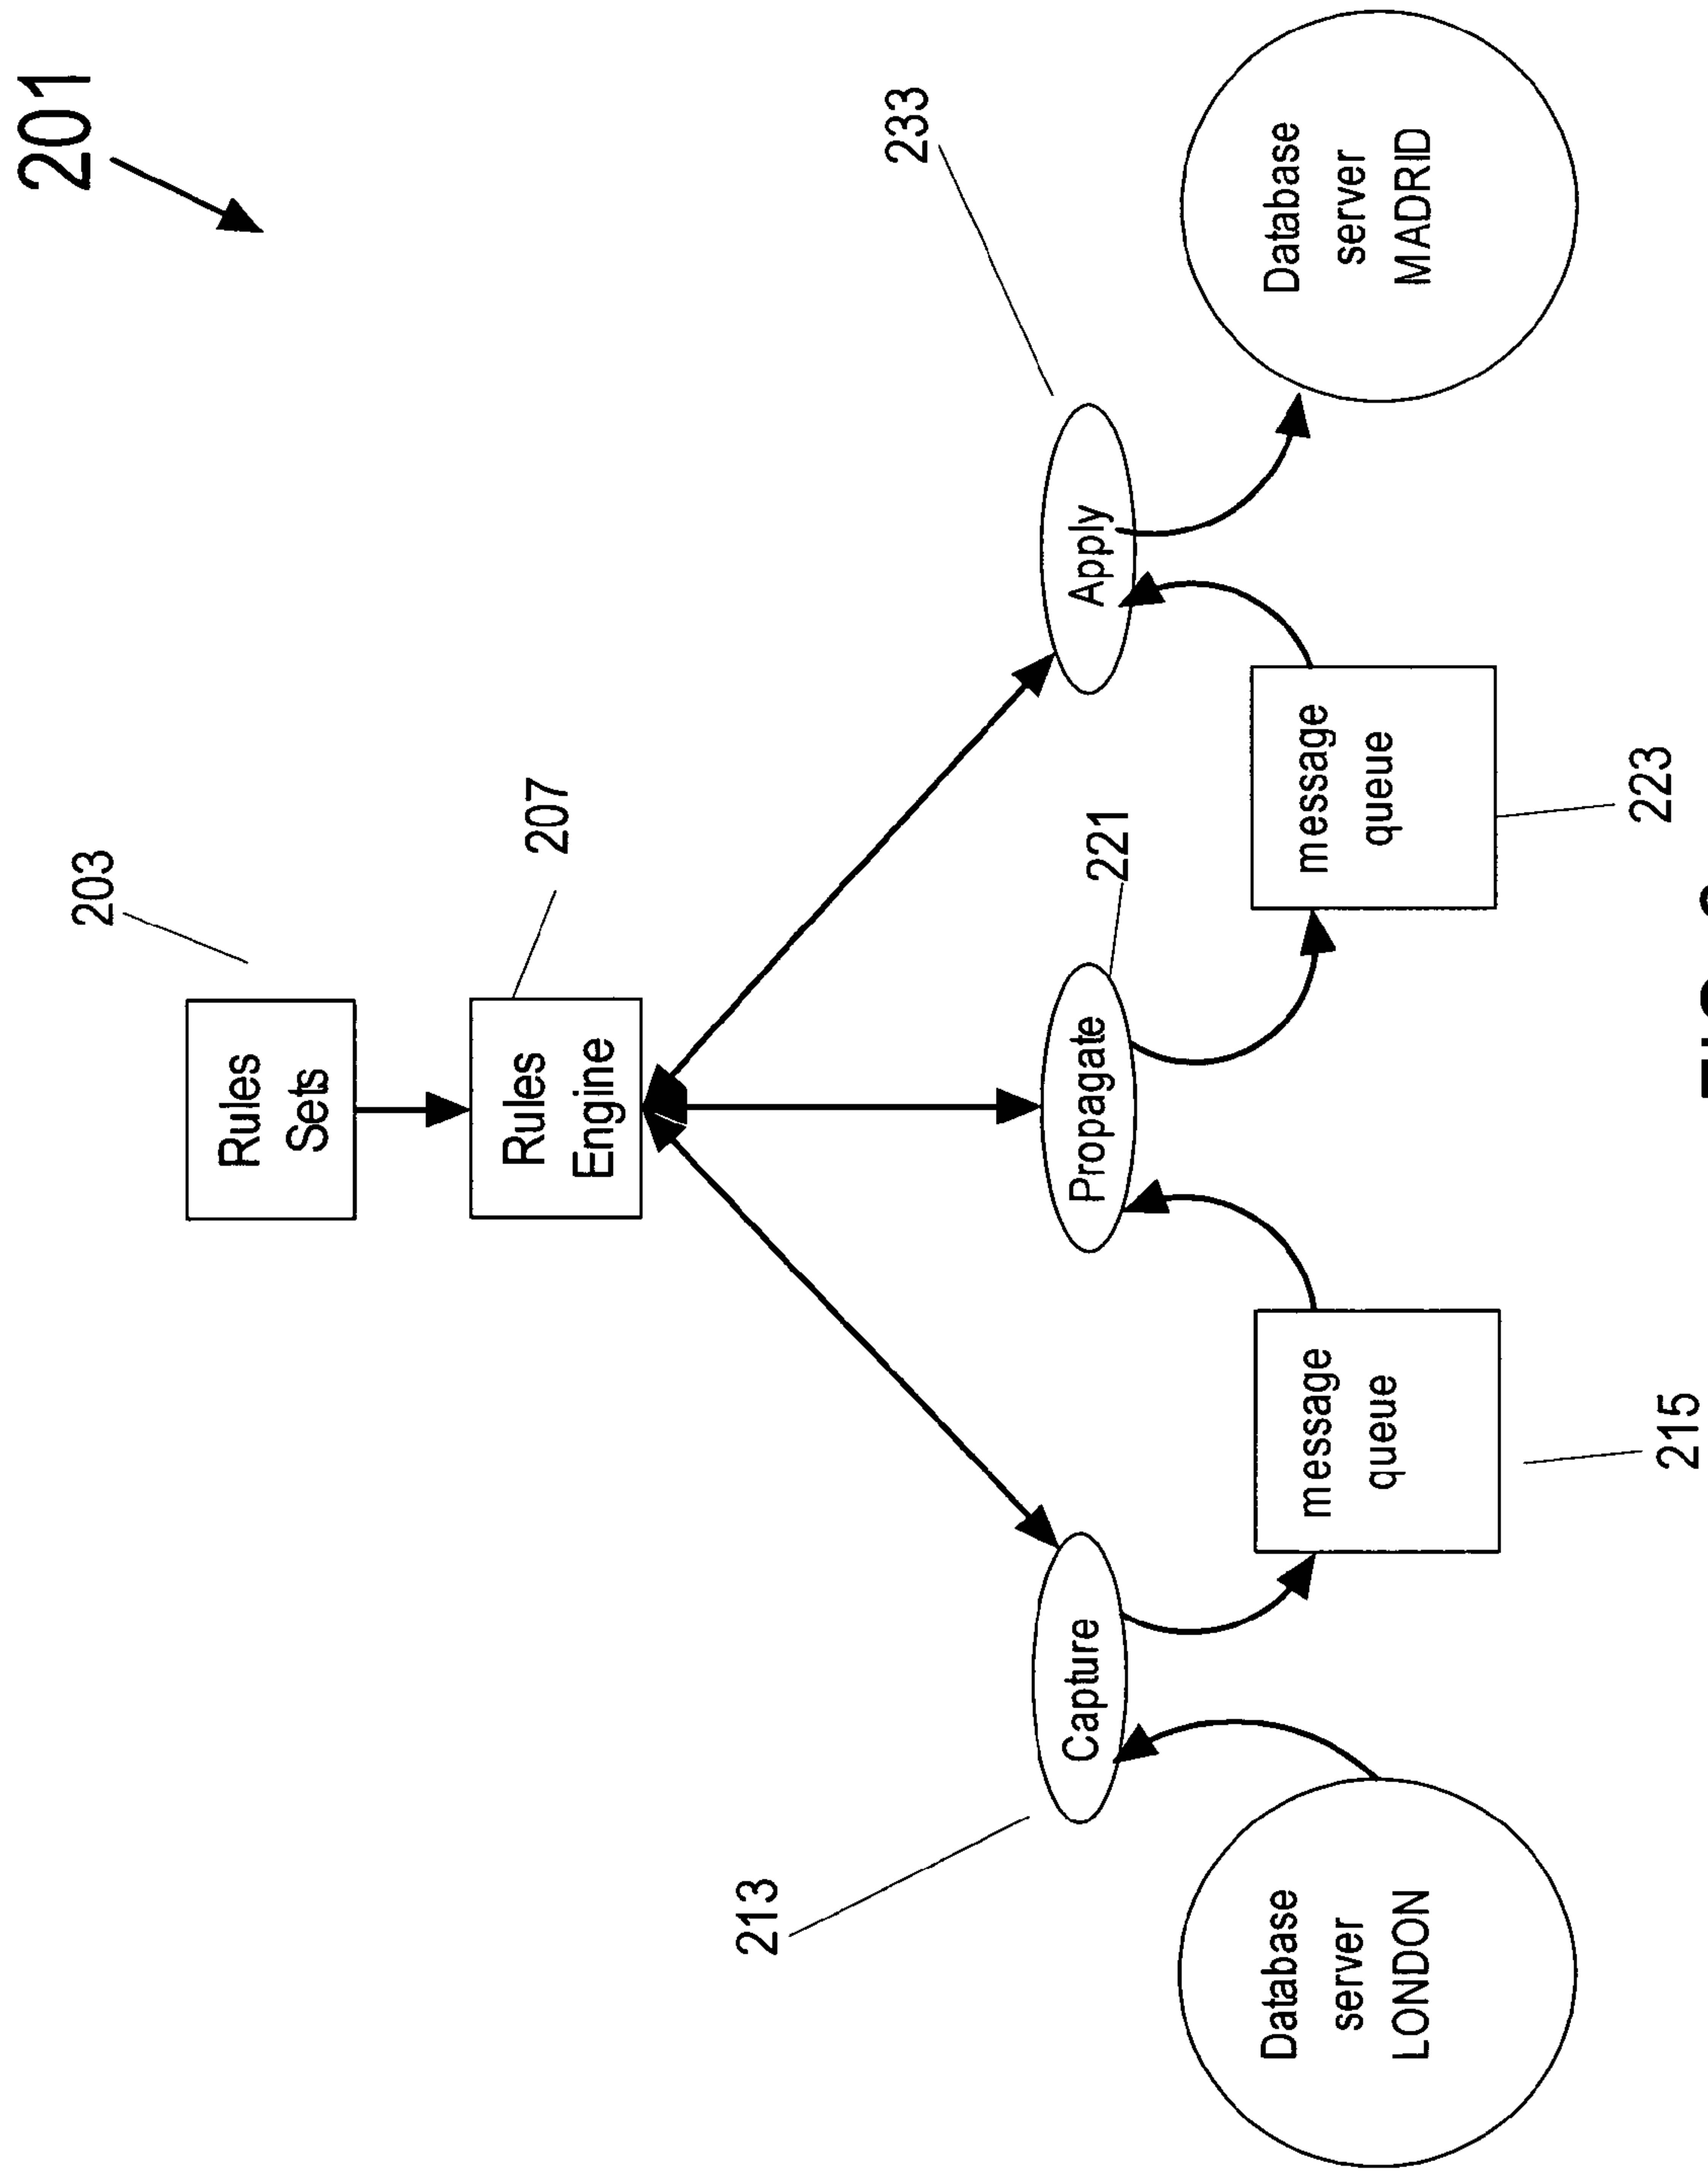 201
203
Rules
Sets
207
Rules
Engine
213
233
Capture
Propagate
221
Apply
Database
server
LONDON
message
queue
215
message
queue
223
Database
server
MADRID